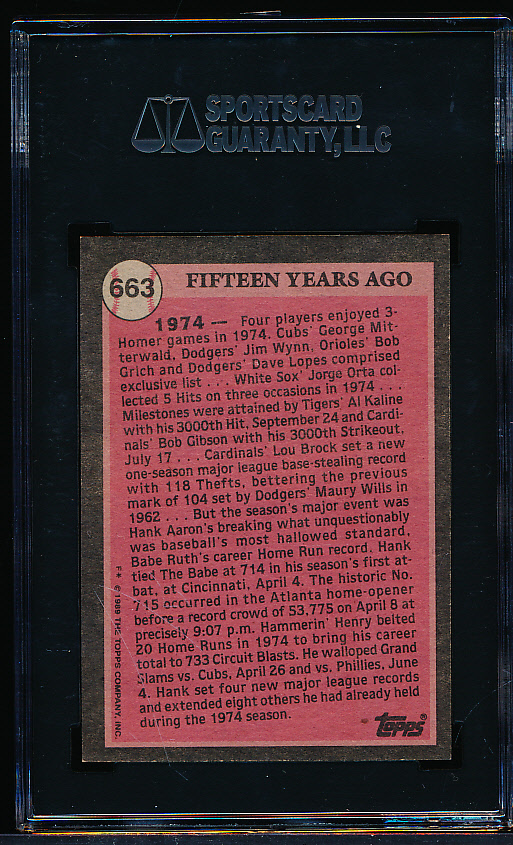 SPORTSCARD
GUARANTY, LLC
663
FIFTEEN YEARS AGO
1974 — Four players enjoyed 3-
Homer games in 1974. Cubs' George Mit-
terwald, Dodgers' Jim Wynn, Orioles' Bob
Grich and Dodgers' Dave Lopes comprised
exclusive list . . . White Sox' Jorge Orta col-
lected 5 Hits on three occasions in 1974 . . .
Milestones were attained by Tigers' Al Kaline
with his 3000th Hit, September 24 and Cardi-
nals' Bob Gibson with his 3000th Strikeout,
July 17 . . . Cardinals' Lou Brock set a new
one-season major league base-stealing record
with 118 Thefts, bettering the previous
mark of 104 set by Dodgers' Maury Wills in
1962 . . . But the season's major event was
Hank Aaron's breaking what unquestionably
was baseball's most hallowed standard,
Babe Ruth's career Home Run record. Hank
tied The Babe at 714 in his season's first at-
bat, at Cincinnati, April 4. The historic No.
715 occurred in the Atlanta home-opener
before a record crowd of 53,775 on April 8 at
precisely 9:07 p.m. Hammerin' Henry belted
20 Home Runs in 1974 to bring his career
total to 733 Circuit Blasts. He walloped Grand
Slams vs. Cubs, April 26 and vs. Phillies, June
4. Hank set four new major league records
and extended eight others he had already held
during the 1974 season.
topps®
F* © 1989 THE TOPPS COMPANY, INC.